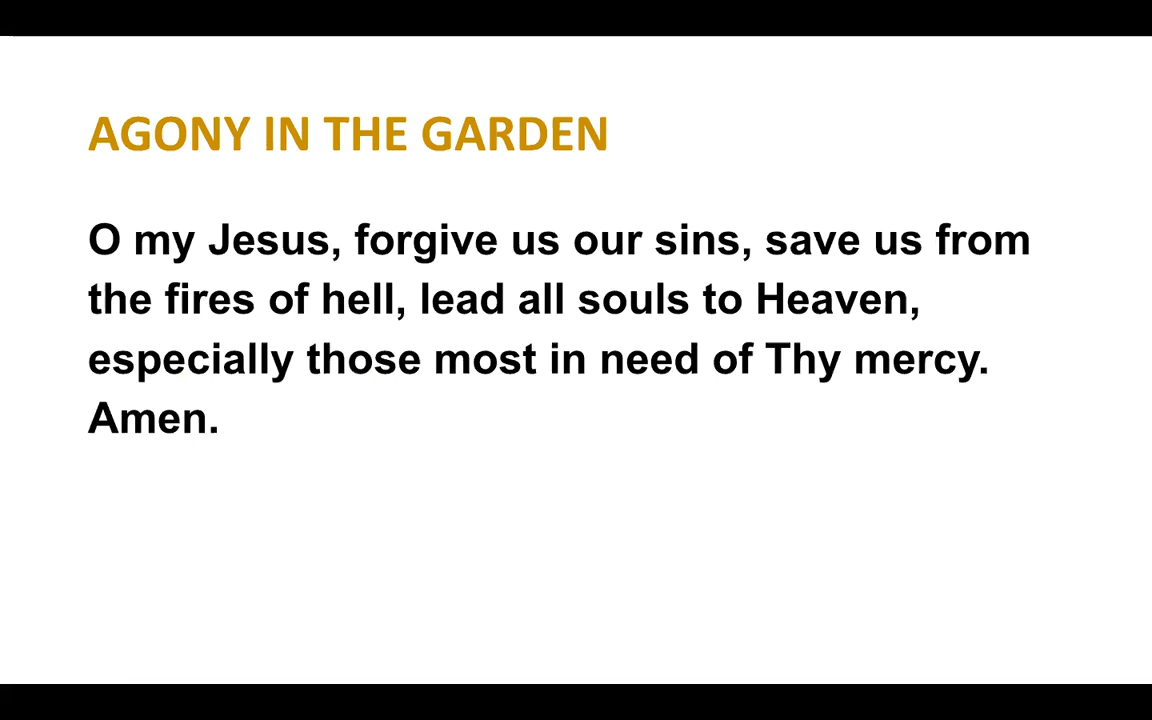 AGONY IN THE GARDEN
O my Jesus, forgive us our sins, save us from
the fires of hell, lead all souls to Heaven,
especially those most in need of Thy mercy.
Amen.